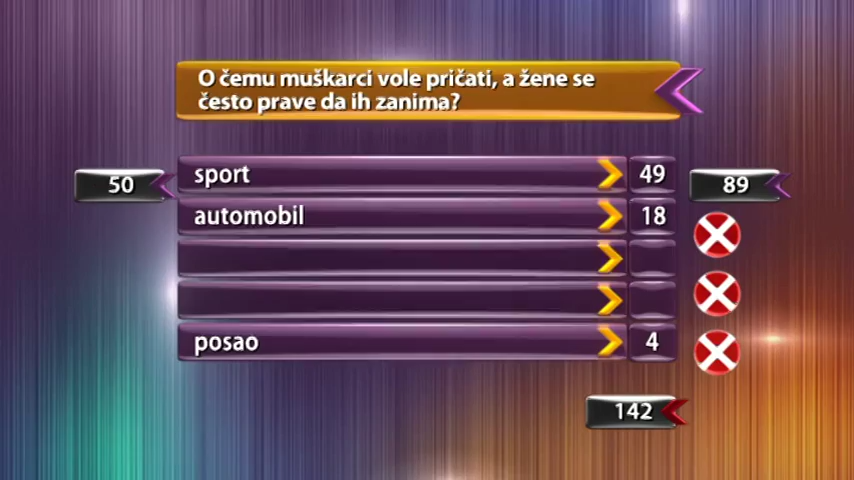 O čemu muškarci vole pričati, a žene se
često prave da ih zanima?
50
sport 49
89
automobil 18
posao 4
142